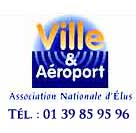 Ville
&
Aéroport
Association Nationale d'Élus
TÉL. : 01 39 85 95 96